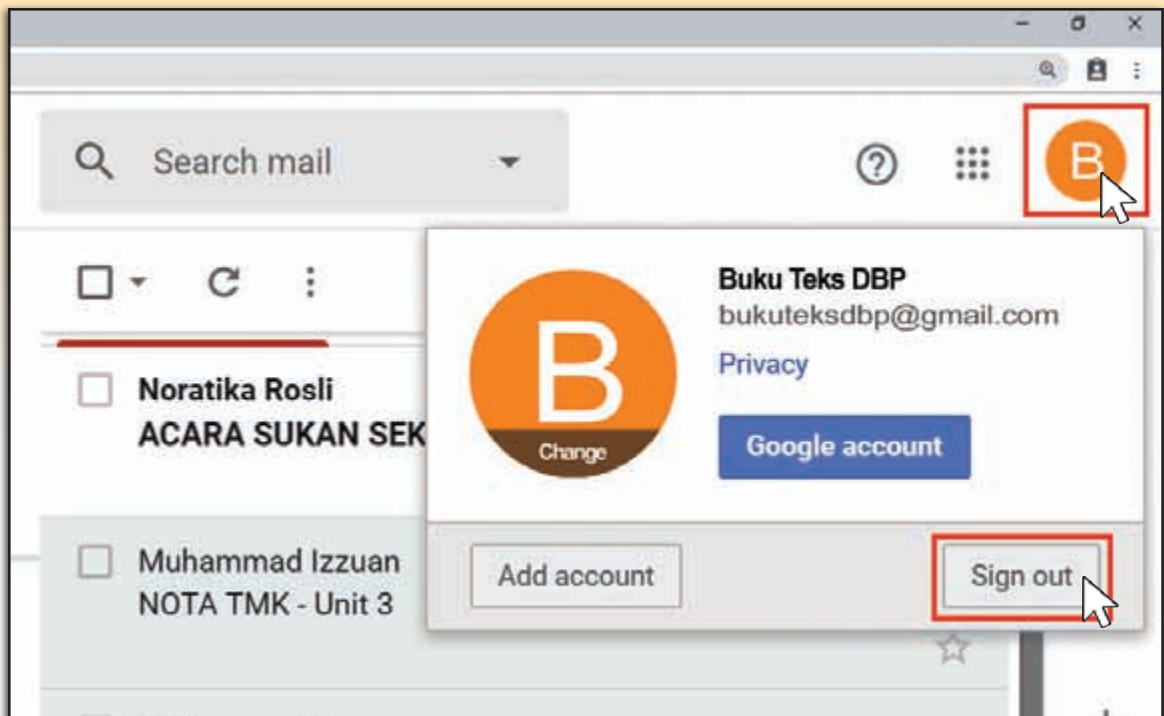 Search mail
B
Buku Teks DBP
bukuteksdbp@gmail.com
Privacy
B
Change
Google account
Noratika Rosli
ACARA SUKAN SEK
Muhammad Izzuan
NOTA TMK - Unit 3
Add account
Sign out